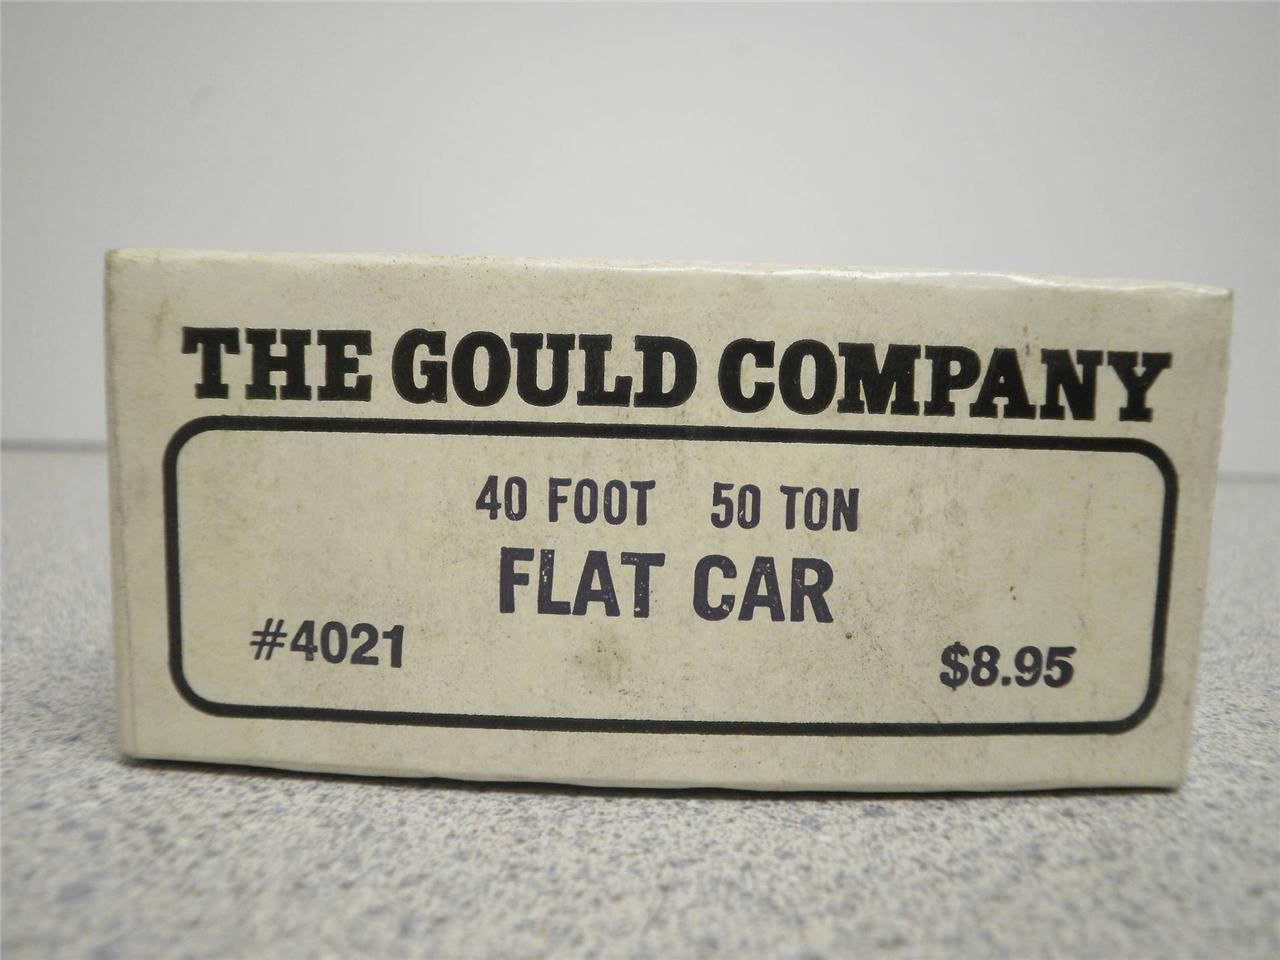 THE GOULD COMPANY
40 FOOT 50 TON
FLAT CAR
#4021
$8.95